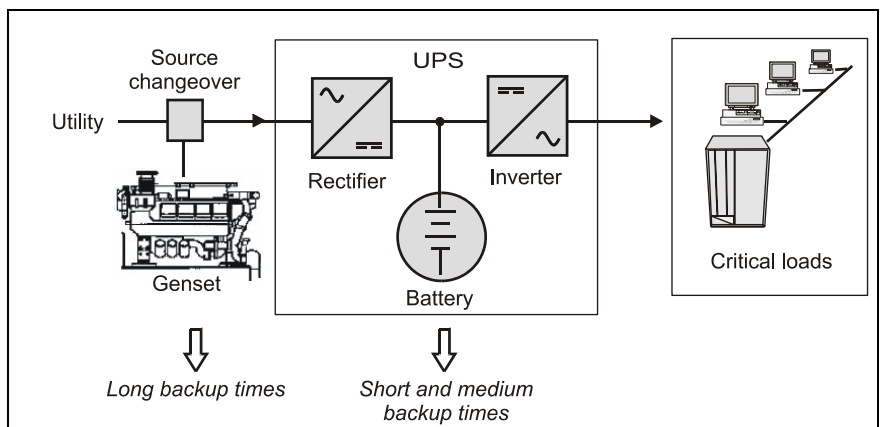 Source
changeover
UPS
Utility
Rectifier
Inverter
Genset
Battery
Critical loads
Long backup times
Short and medium
backup times